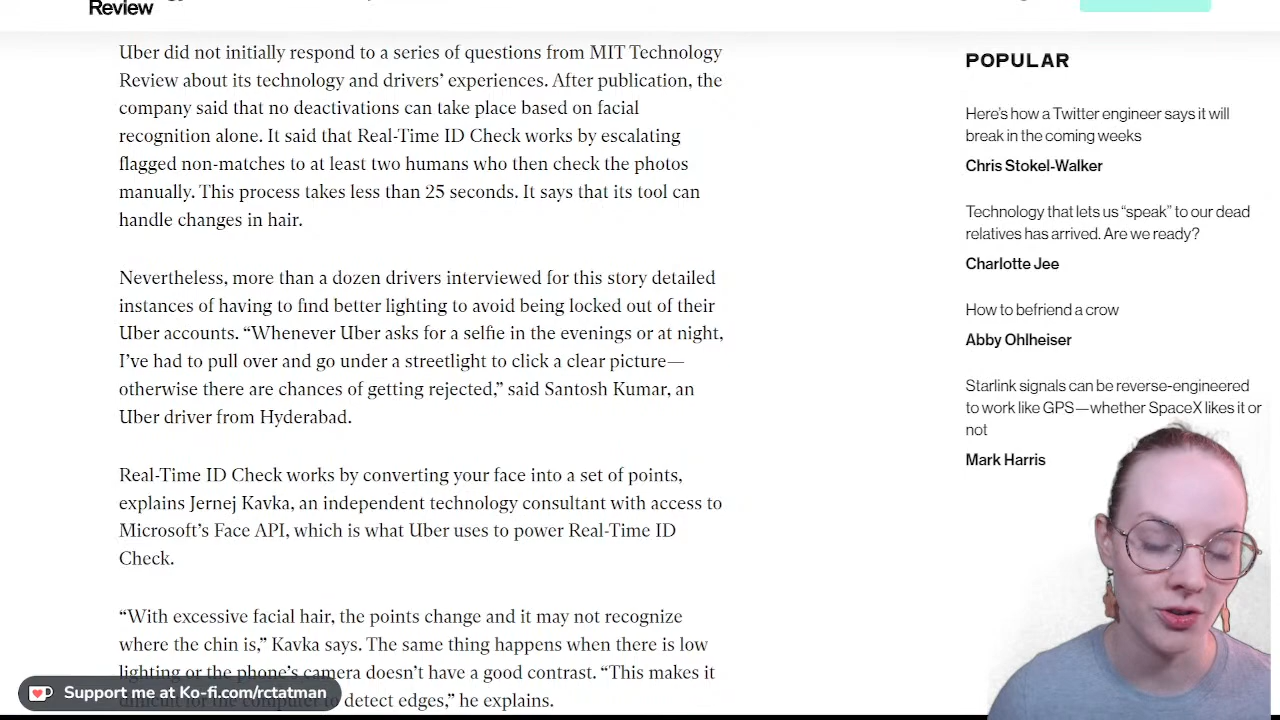 Review
Uber did not initially respond to a series of questions from MIT Technology
Review about its technology and drivers’ experiences. After publication, the
company said that no deactivations can take place based on facial
recognition alone. It said that Real-Time ID Check works by escalating
flagged non-matches to at least two humans who then check the photos
manually. This process takes less than 25 seconds. It says that its tool can
handle changes in hair.
Nevertheless, more than a dozen drivers interviewed for this story detailed
instances of having to find better lighting to avoid being locked out of their
Uber accounts. “Whenever Uber asks for a selfie in the evenings or at night,
I’ve had to pull over and go under a streetlight to click a clear picture—
otherwise there are chances of getting rejected,” said Santosh Kumar, an
Uber driver from Hyderabad.
Real-Time ID Check works by converting your face into a set of points,
explains Jernej Kavka, an independent technology consultant with access to
Microsoft’s Face API, which is what Uber uses to power Real-Time ID
Check.
“With excessive facial hair, the points change and it may not recognize
where the chin is,” Kavka says. The same thing happens when there is low
lighting or the phone’s camera doesn’t have a good contrast. “This makes it
detect edges,” he explains.
Support me at Ko-fi.com/rctatman
POPULAR
Here’s how a Twitter engineer says it will
break in the coming weeks
Chris Stokel-Walker
Technology that lets us “speak” to our dead
relatives has arrived. Are we ready?
Charlotte Jee
How to befriend a crow
Abby Ohlheiser
Starlink signals can be reverse-engineered
to work like GPS—whether SpaceX likes it or
not
Mark Harris